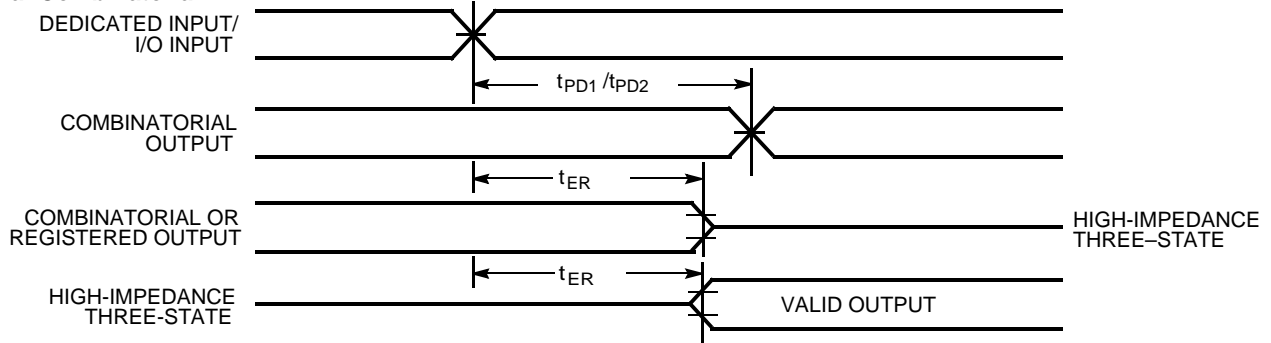 DEDICATED INPUT/
I/O INPUT
tPD1 /tPD2
COMBINATORIAL
OUTPUT
tER
COMBINATORIAL OR
REGISTERED OUTPUT
HIGH-IMPEDANCE
THREE–STATE
tER
HIGH-IMPEDANCE
THREE-STATE
VALID OUTPUT